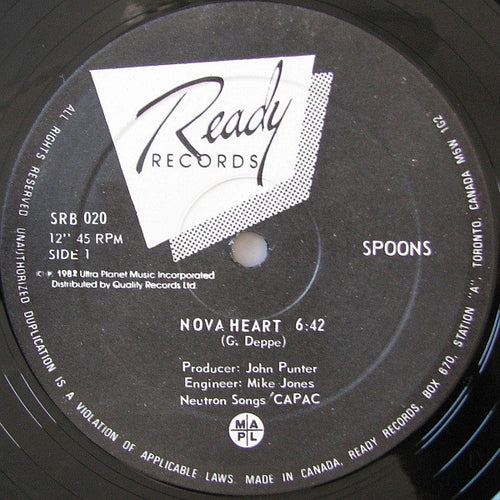 Ready
RECORDS
SRB 020
12" 45 RPM
SIDE 1
© ℗ 1982 Ultra Planet Music Incorporated
Distributed by Quality Records Ltd.
SPOONS
NOVA HEART 6:42
(G. Deppe)
Producer: John Punter
Engineer: Mike Jones
Neutron Songs 'CAPAC
M A
P L
ALL RIGHTS RESERVED UNAUTHORIZED DUPLICATION IS A VIOLATION OF APPLICABLE LAWS. MADE IN CANADA, READY RECORDS, BOX 670, STATION "A", TORONTO, CANADA M5W 1G2